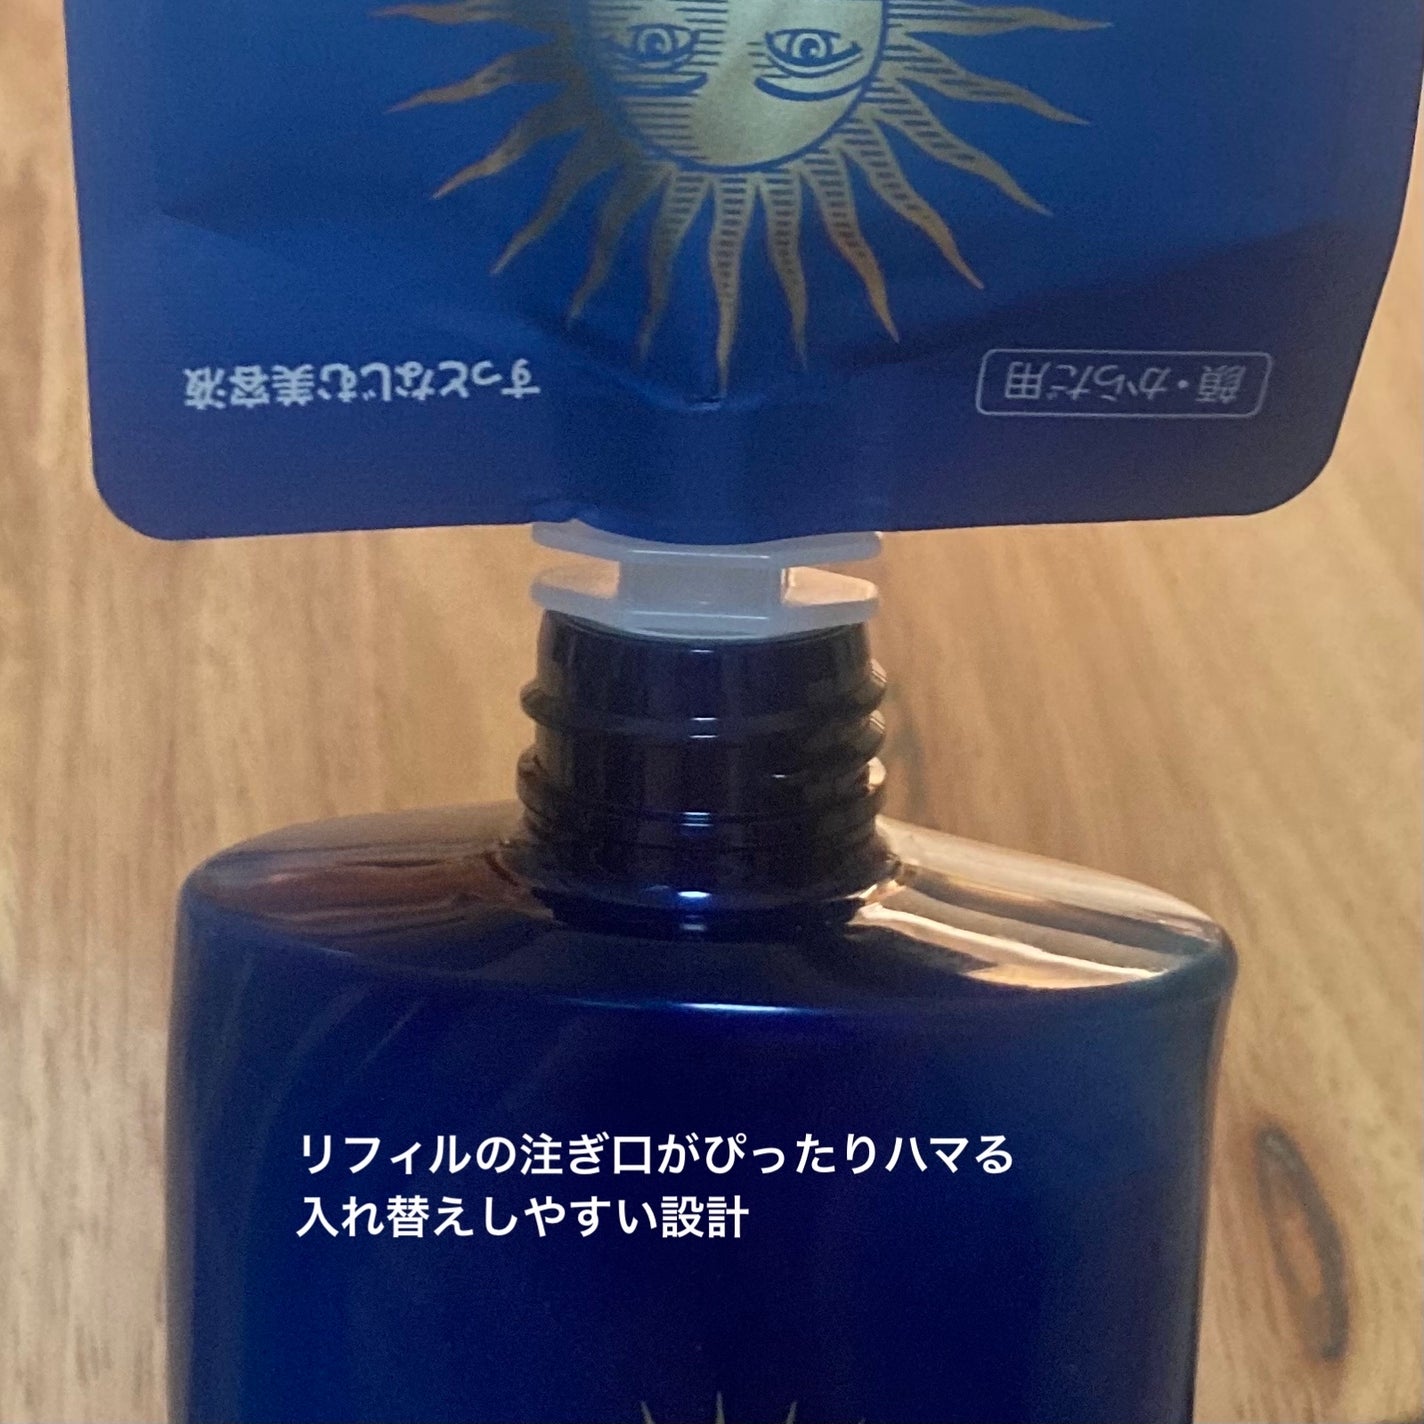 すっとなじむ美容液
顔・からだ用
リフィルの注ぎ口がぴったりハマる
入れ替えしやすい設計